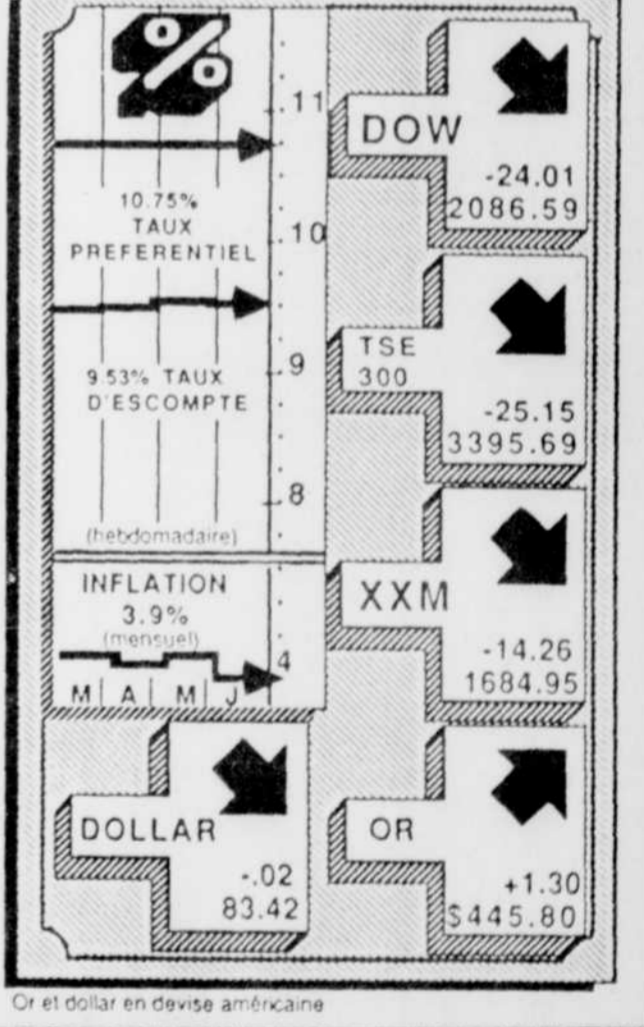 %
11
10.75%
TAUX
PREFERENTIEL
10
9
9.53% TAUX
D'ESCOMPTE
8
(hebdomadaire)
INFLATION
3.9%
(mensuel)
4
M A M J
DOW
-24.01
2086.59
TSE
300
-25.15
3395.69
XXM
-14.26
1684.95
DOLLAR
-.02
83.42
OR
+1.30
$445.80
Or et dollar en devise américaine